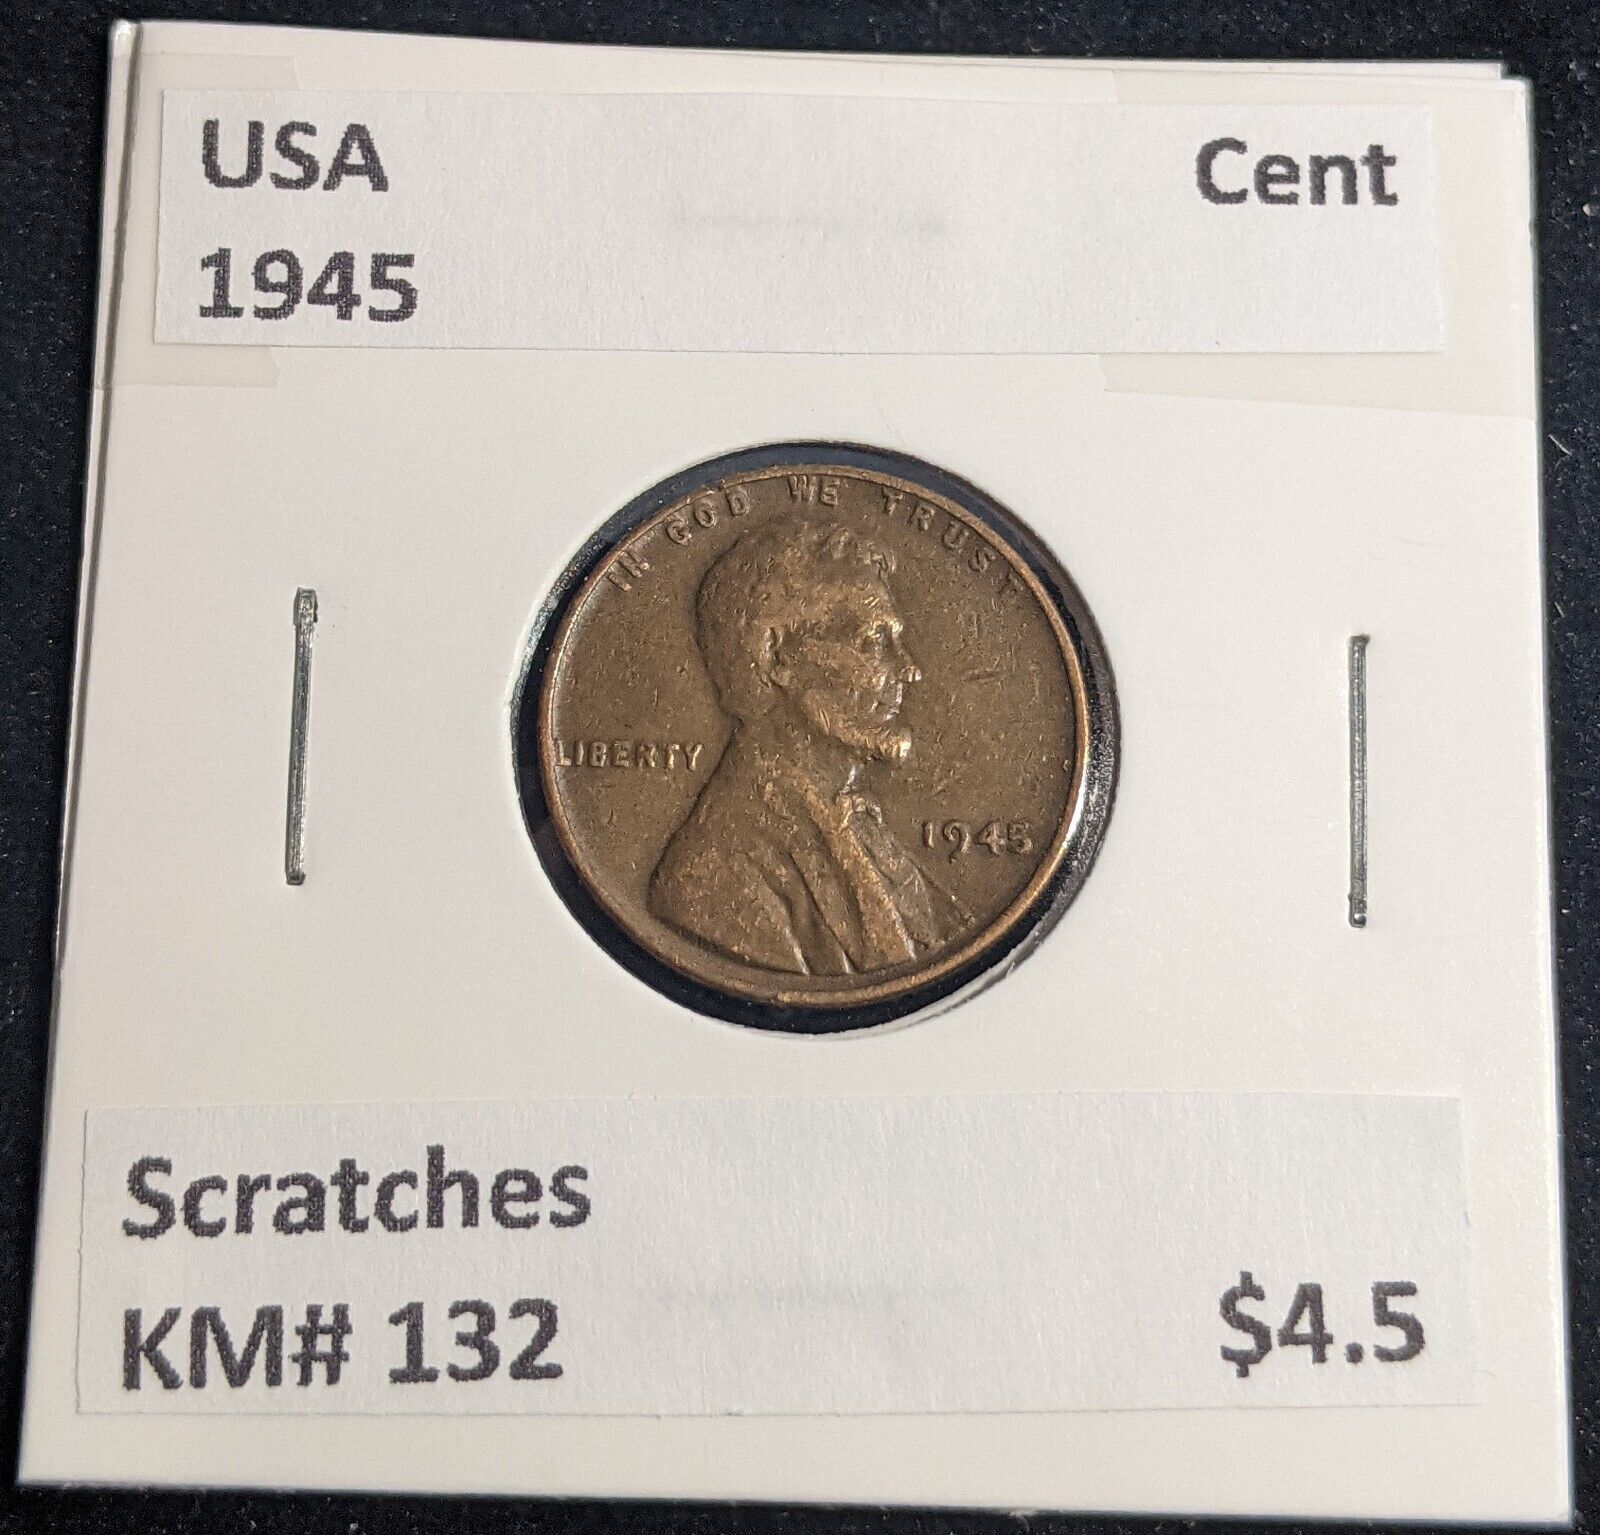 USA Cent
1945
IN GOD WE TRUST
LIBERTY
1945
Scratches
KM# 132 $4.5